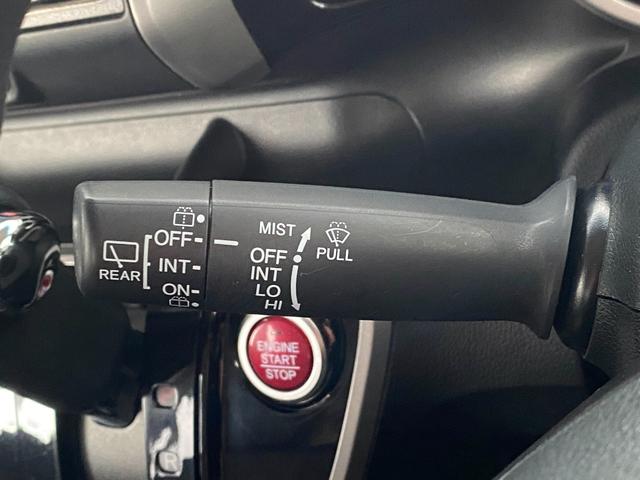 MIST
OFF
PULL
OFF
INT
REAR
INT
LO
ON
HI
ENGINE
START
STOP
R